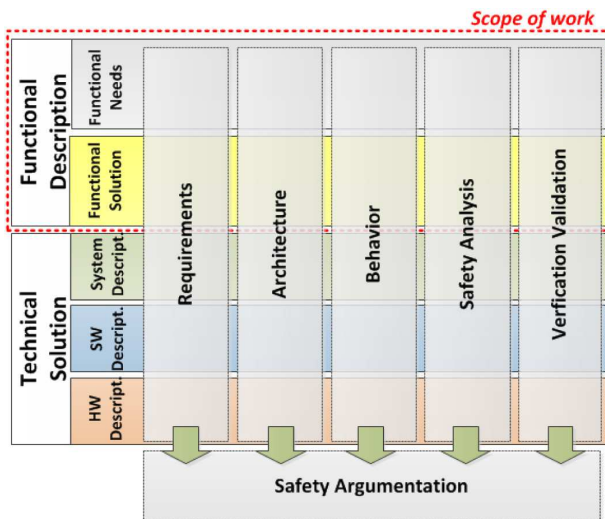 Scope of work
Functional
Description
Functional
Needs
Functional
Solution
Technical
Solution
System
Descript.
SW
Descript.
HW
Descript.
Requirements
Architecture
Behavior
Safety Analysis
Verfication Validation
Safety Argumentation